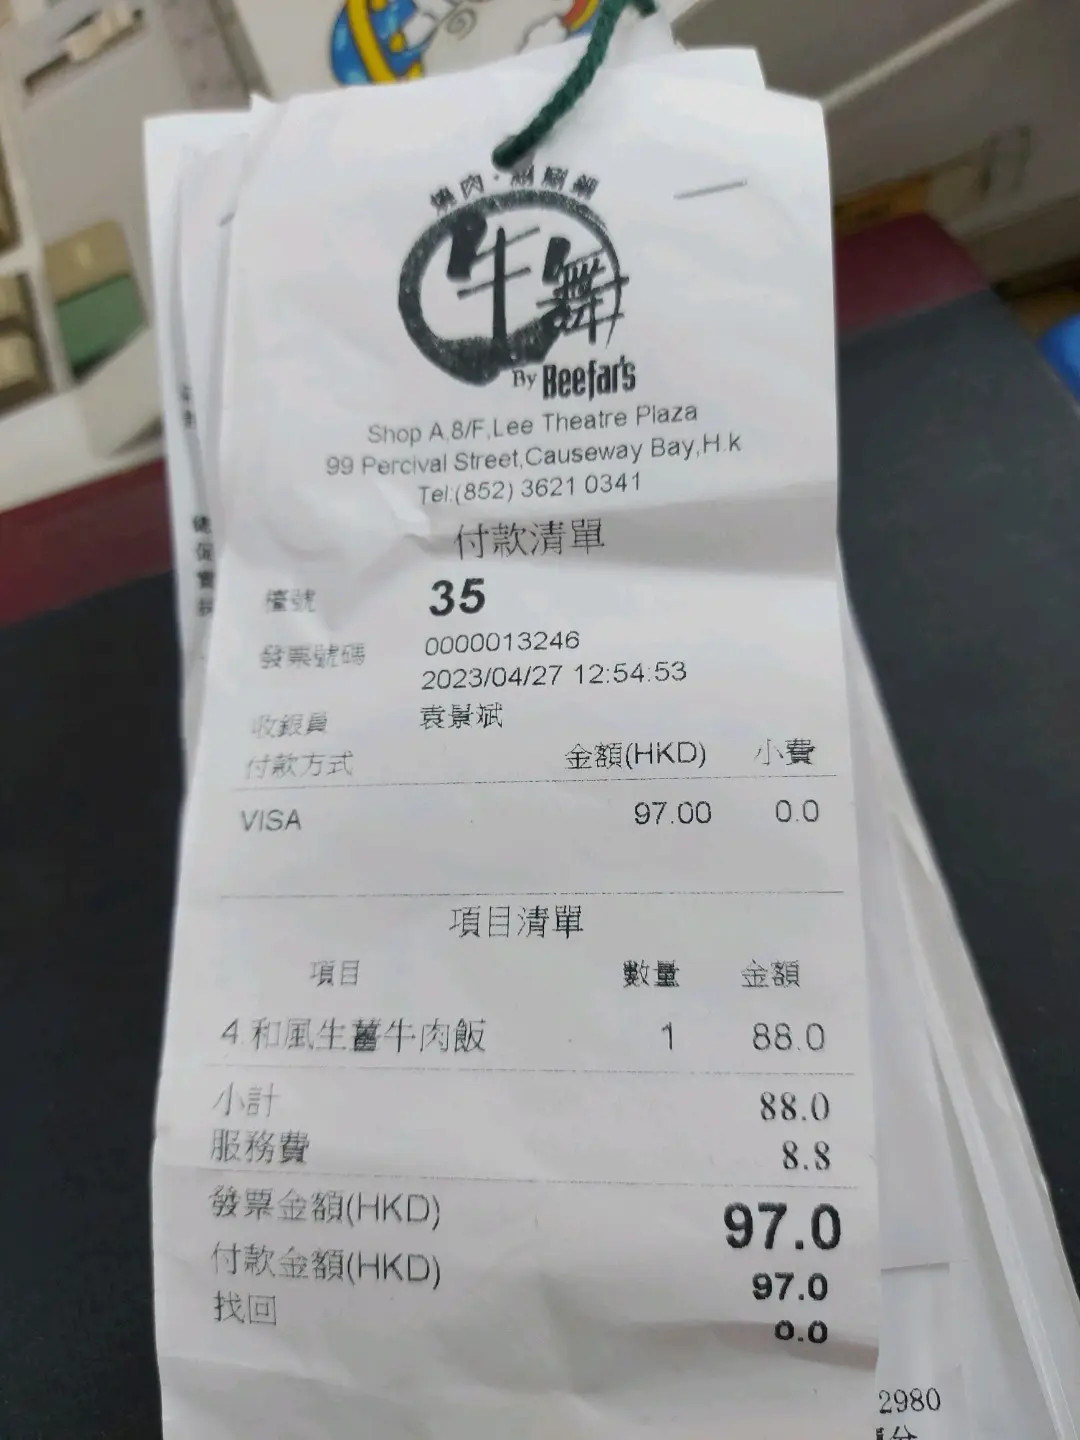 燒肉·涮涮鍋
牛舞
By Beefar's
Shop A,8/F,Lee Theatre Plaza
99 Percival Street,Causeway Bay,H.k
Tel:(852) 3621 0341
付款清單
檯號 35
發票號碼 0000013246
2023/04/27 12:54:53
收銀員 袁景斌
付款方式 金額(HKD) 小費
VISA 97.00 0.0
項目清單
項目 數量 金額
4.和風生薑牛肉飯 1 88.0
小計 88.0
服務費 8.8
發票金額(HKD) 97.0
付款金額(HKD) 97.0
找回 0.0
2980